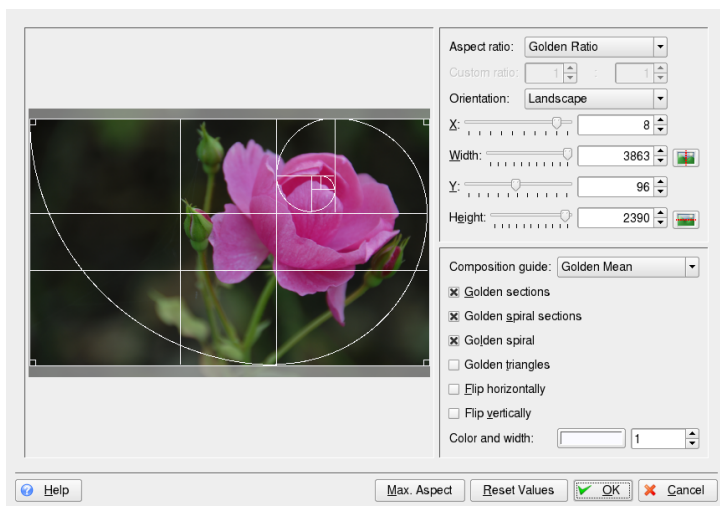 Aspect ratio: Golden Ratio
Custom ratio: 1 : 1
Orientation: Landscape
X: 8
Width: 3863
Y: 96
Height: 2390
Composition guide: Golden Mean
Golden sections
Golden spiral sections
Golden spiral
Golden triangles
Flip horizontally
Flip vertically
Color and width: 1
Help Max. Aspect Reset Values OK Cancel